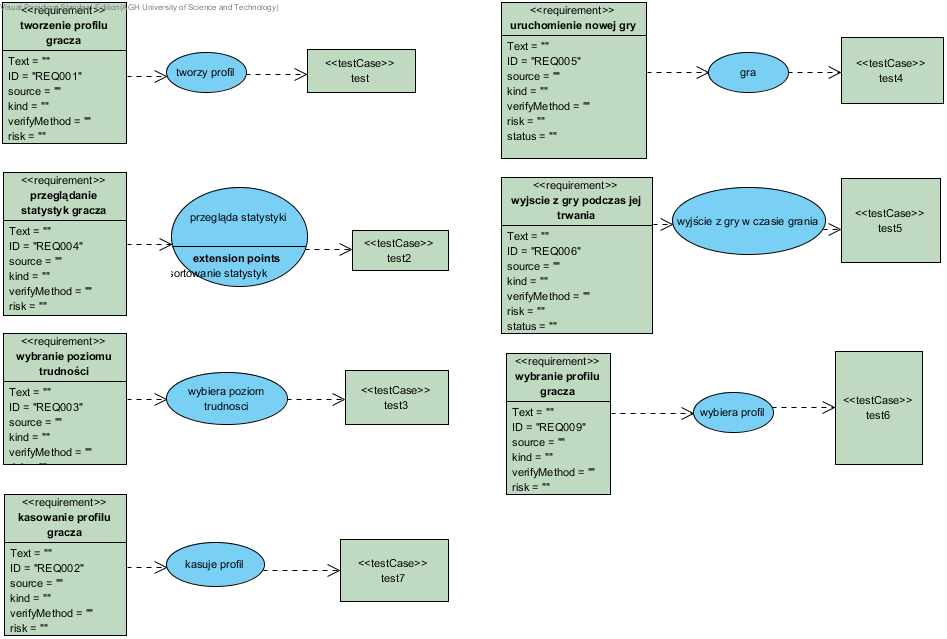 Visual Paradigm Standard Edition(AGH University of Science and Technology)
<<requirement>>
tworzenie profilu
gracza
Text = ""
ID = "REQ001"
source = ""
kind = ""
verifyMethod = ""
risk = ""
tworzy profil
<<testCase>>
test
<<requirement>>
przeglądanie
statystyk gracza
Text = ""
ID = "REQ004"
source = ""
kind = ""
verifyMethod = ""
risk = ""
przegląda statystyki
extension points
sortowanie statystyk
<<testCase>>
test2
<<requirement>>
wybranie poziomu
trudności
Text = ""
ID = "REQ003"
source = ""
kind = ""
verifyMethod = ""
wybiera poziom
trudnosci
<<testCase>>
test3
<<requirement>>
kasowanie profilu
gracza
Text = ""
ID = "REQ002"
source = ""
kind = ""
verifyMethod = ""
risk = ""
kasuje profil
<<testCase>>
test7
<<requirement>>
uruchomienie nowej gry
Text = ""
ID = "REQ005"
source = ""
kind = ""
verifyMethod = ""
risk = ""
status = ""
gra
<<testCase>>
test4
<<requirement>>
wyjscie z gry podczas jej
trwania
Text = ""
ID = "REQ006"
source = ""
kind = ""
verifyMethod = ""
risk = ""
status = ""
wyjście z gry w czasie grania
<<testCase>>
test5
<<requirement>>
wybranie profilu
gracza
Text = ""
ID = "REQ009"
source = ""
kind = ""
verifyMethod = ""
risk = ""
wybiera profil
<<testCase>>
test6